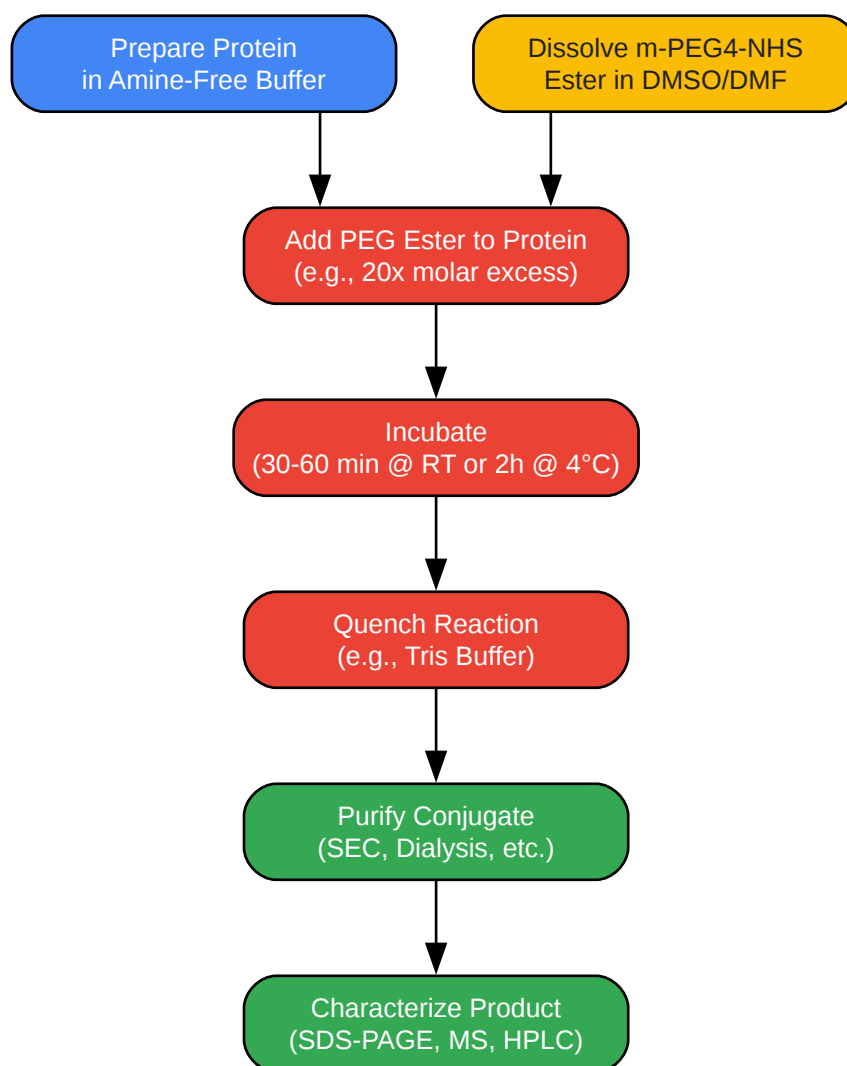 Prepare Protein
in Amine-Free Buffer
Dissolve m-PEG4-NHS
Ester in DMSO/DMF
Add PEG Ester to Protein
(e.g., 20x molar excess)
Incubate
(30-60 min @ RT or 2h @ 4°C)
Quench Reaction
(e.g., Tris Buffer)
Purify Conjugate
(SEC, Dialysis, etc.)
Characterize Product
(SDS-PAGE, MS, HPLC)